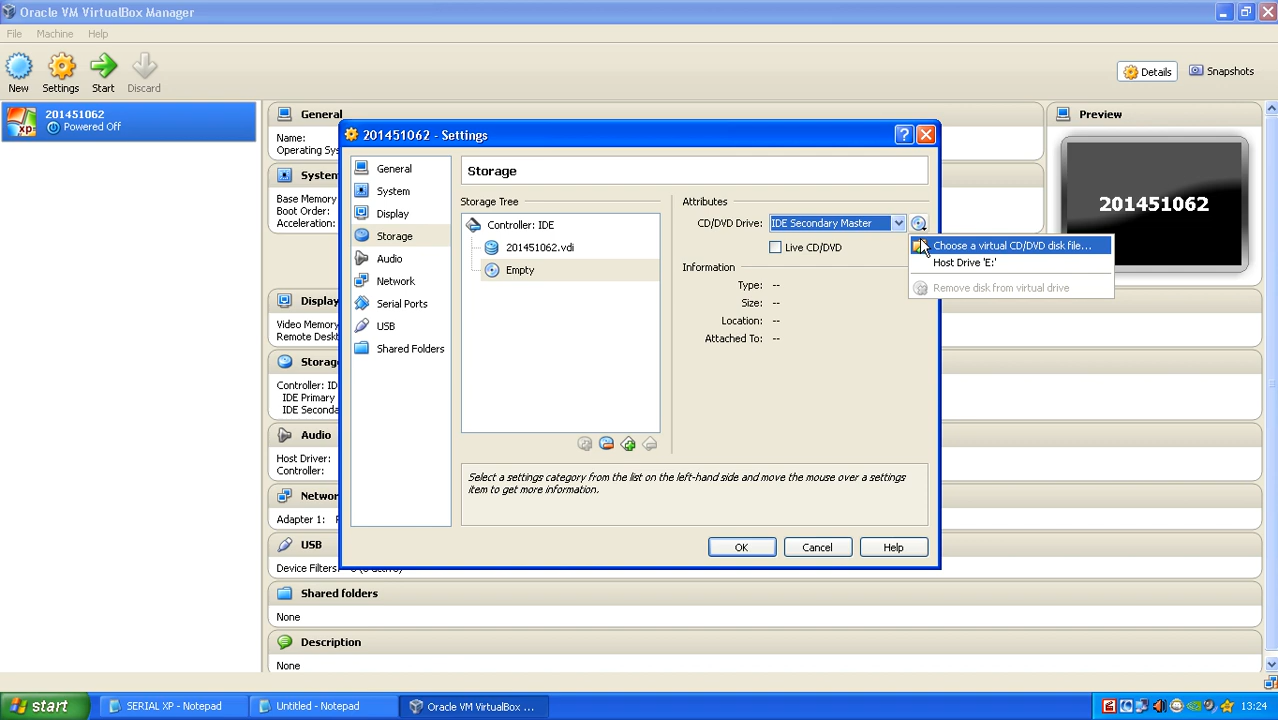 Oracle VM VirtualBox Manager
File Machine Help
New Settings Start Discard
Details Snapshots
201451062
Powered Off
General
Name:
Operating Sys
System
Base Memory
Boot Order:
Acceleration:
Preview
201451062
Display
Video Memory
Remote Deskt
Storage
Controller: ID
IDE Primary
IDE Seconda
Audio
Host Driver:
Controller:
Network
Adapter 1:
USB
Device Filters:
Shared folders
None
Description
None
201451062 - Settings
General
System
Display
Storage
Audio
Network
Serial Ports
USB
Shared Folders
Storage
Storage Tree
Controller: IDE
201451062.vdi
Empty
Attributes
CD/DVD Drive: IDE Secondary Master
Live CD/DVD
Information
Type: --
Size: --
Location: --
Attached To: --
Choose a virtual CD/DVD disk file...
Host Drive 'E:'
Remove disk from virtual drive
Select a settings category from the list on the left-hand side and move the mouse over a settings
item to get more information.
OK Cancel Help
start SERIAL XP - Notepad Untitled - Notepad Oracle VM VirtualBox ... 13:24